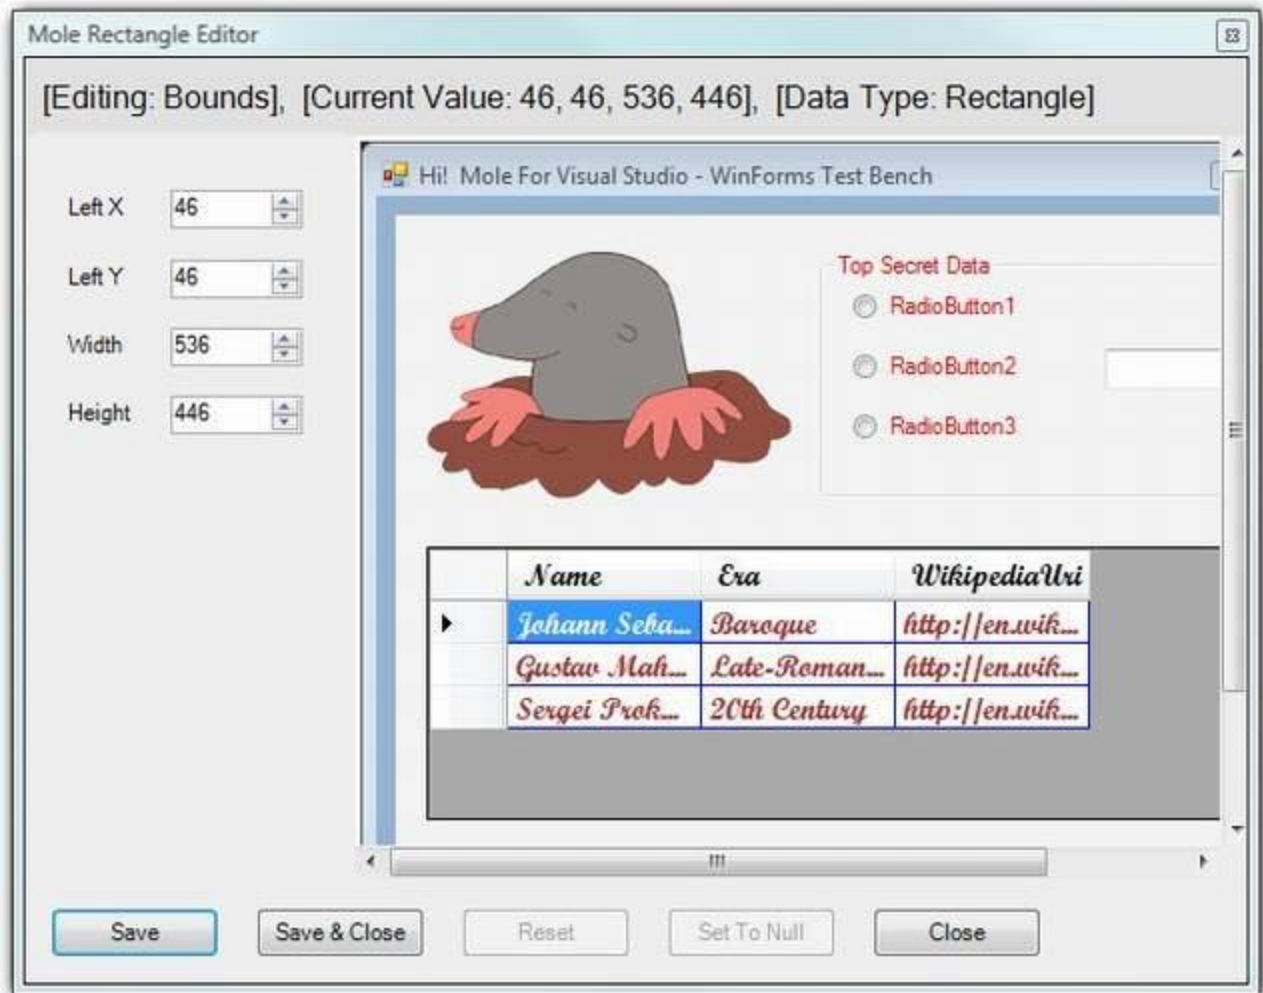 Mole Rectangle Editor
[Editing: Bounds], [Current Value: 46, 46, 536, 446], [Data Type: Rectangle]
Left X 46
Left Y 46
Width 536
Height 446
Hi! Mole For Visual Studio - WinForms Test Bench
Top Secret Data
RadioButton1
RadioButton2
RadioButton3
Name Era WikipediaUri
Johann Seba... Baroque http://en.wik...
Gustav Mah... Late-Roman... http://en.wik...
Sergei Prok... 20th Century http://en.wik...
Save Save & Close Reset Set To Null Close